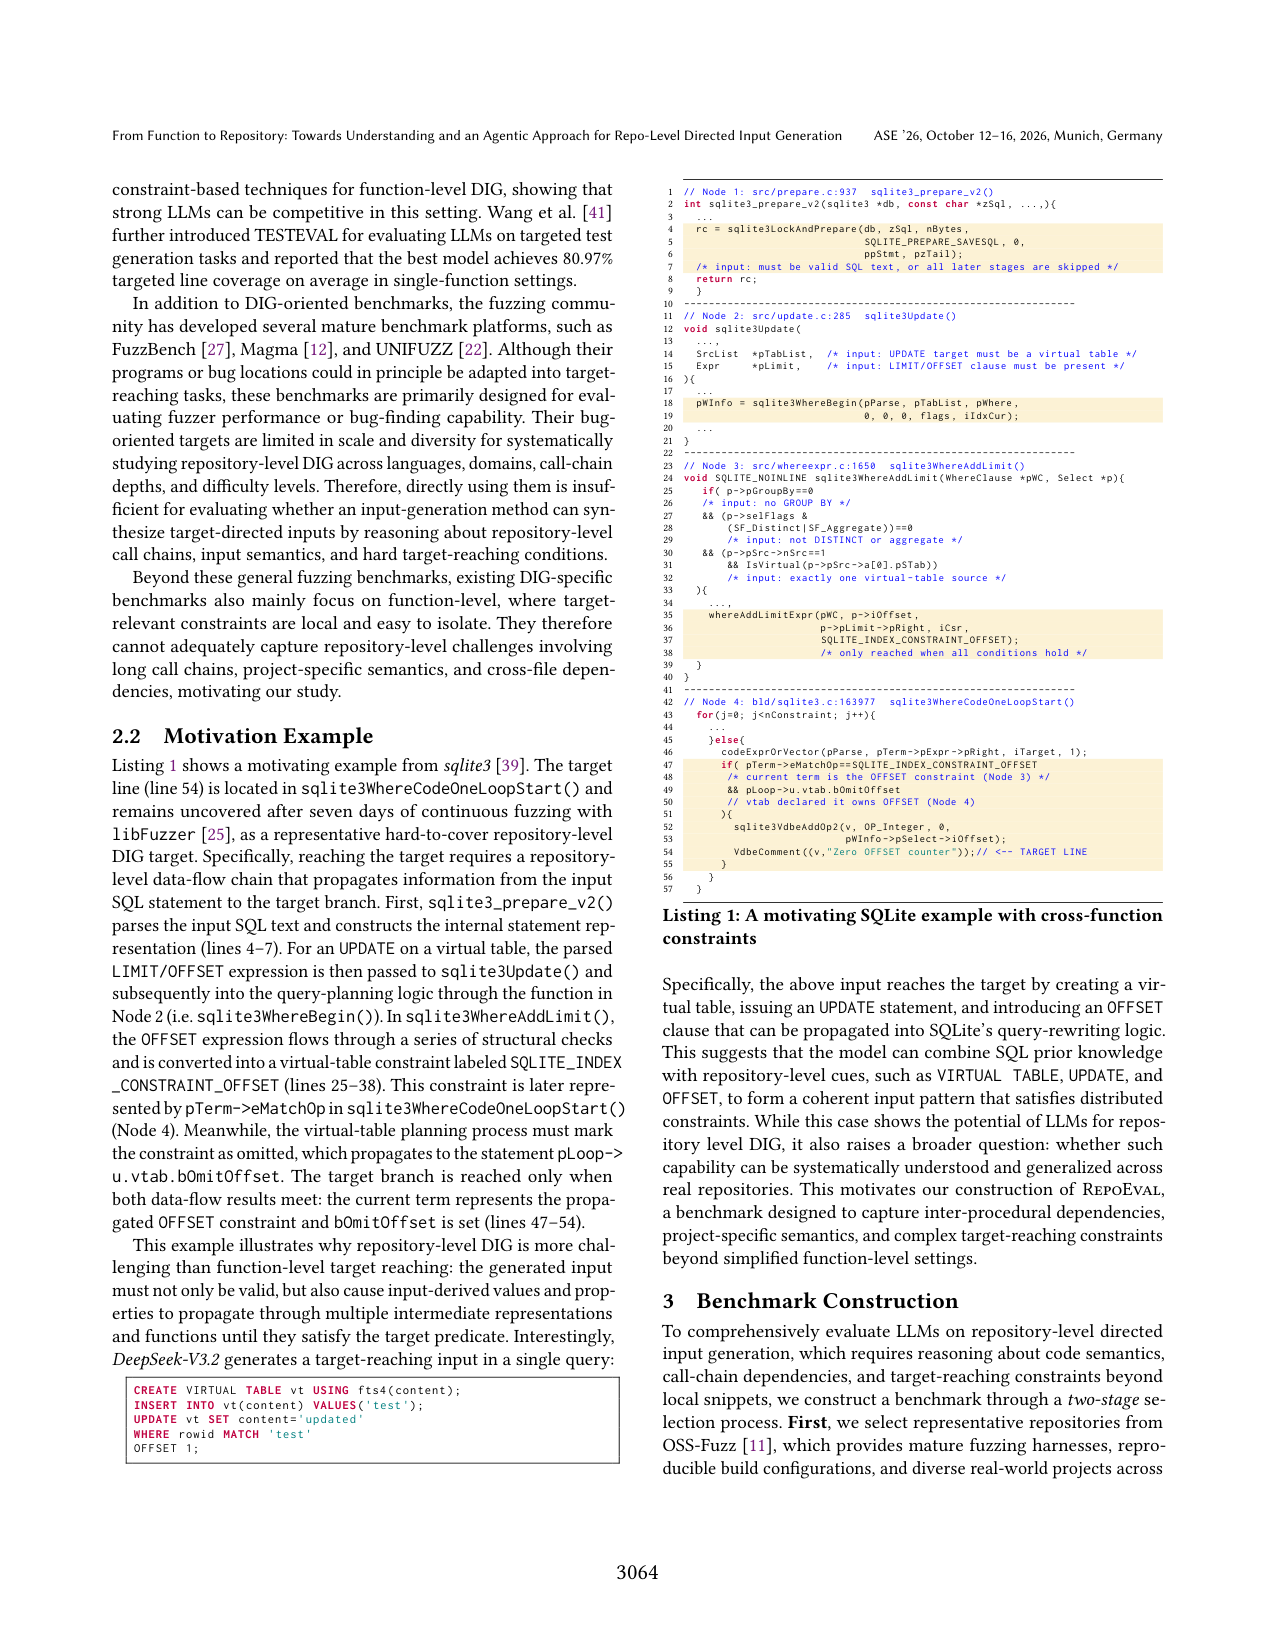 From Function to Repository: Towards Understanding and an Agentic Approach for Repo-Level Directed Input Generation ASE ’26, October 12–16, 2026, Munich, Germany
constraint-based techniques for function-level DIG, showing that
strong LLMs can be competitive in this setting. Wang et al. [41]
further introduced TESTEVAL for evaluating LLMs on targeted test
generation tasks and reported that the best model achieves 80.97%
targeted line coverage on average in single-function settings.
In addition to DIG-oriented benchmarks, the fuzzing commu-
nity has developed several mature benchmark platforms, such as
FuzzBench [27], Magma [12], and UNIFUZZ [22]. Although their
programs or bug locations could in principle be adapted into target-
reaching tasks, these benchmarks are primarily designed for eval-
uating fuzzer performance or bug-finding capability. Their bug-
oriented targets are limited in scale and diversity for systematically
studying repository-level DIG across languages, domains, call-chain
depths, and difficulty levels. Therefore, directly using them is insuf-
ficient for evaluating whether an input-generation method can syn-
thesize target-directed inputs by reasoning about repository-level
call chains, input semantics, and hard target-reaching conditions.
Beyond these general fuzzing benchmarks, existing DIG-specific
benchmarks also mainly focus on function-level, where target-
relevant constraints are local and easy to isolate. They therefore
cannot adequately capture repository-level challenges involving
long call chains, project-specific semantics, and cross-file depen-
dencies, motivating our study.
2.2 Motivation Example
Listing 1 shows a motivating example from sqlite3 [39]. The target
line (line 54) is located in sqlite3WhereCodeOneLoopStart() and
remains uncovered after seven days of continuous fuzzing with
libFuzzer [25], as a representative hard-to-cover repository-level
DIG target. Specifically, reaching the target requires a repository-
level data-flow chain that propagates information from the input
SQL statement to the target branch. First, sqlite3_prepare_v2()
parses the input SQL text and constructs the internal statement rep-
resentation (lines 4–7). For an UPDATE on a virtual table, the parsed
LIMIT/OFFSET expression is then passed to sqlite3Update() and
subsequently into the query-planning logic through the function in
Node 2 (i.e. sqlite3WhereBegin()). In sqlite3WhereAddLimit(),
the OFFSET expression flows through a series of structural checks
and is converted into a virtual-table constraint labeled SQLITE_INDEX
_CONSTRAINT_OFFSET (lines 25–38). This constraint is later repre-
sented by pTerm->eMatchOp in sqlite3WhereCodeOneLoopStart()
(Node 4). Meanwhile, the virtual-table planning process must mark
the constraint as omitted, which propagates to the statement pLoop->
u.vtab.bOmitOffset. The target branch is reached only when
both data-flow results meet: the current term represents the propa-
gated OFFSET constraint and bOmitOffset is set (lines 47–54).
This example illustrates why repository-level DIG is more chal-
lenging than function-level target reaching: the generated input
must not only be valid, but also cause input-derived values and prop-
erties to propagate through multiple intermediate representations
and functions until they satisfy the target predicate. Interestingly,
DeepSeek-V3.2 generates a target-reaching input in a single query:
CREATE VIRTUAL TABLE vt USING fts4(content);
INSERT INTO vt(content) VALUES('test');
UPDATE vt SET content='updated'
WHERE rowid MATCH 'test'
OFFSET 1;
1 // Node 1: src/prepare.c:937 sqlite3_prepare_v2()
2 int sqlite3_prepare_v2(sqlite3 *db, const char *zSql, ...,){
3 ...
4 rc = sqlite3LockAndPrepare(db, zSql, nBytes,
5 SQLITE_PREPARE_SAVESQL, 0,
6 ppStmt, pzTail);
7 /* input: must be valid SQL text, or all later stages are skipped */
8 return rc;
9 }
10 --------------------------------------------------------------
11 // Node 2: src/update.c:285 sqlite3Update()
12 void sqlite3Update(
13 ...,
14 SrcList *pTabList, /* input: UPDATE target must be a virtual table */
15 Expr *pLimit, /* input: LIMIT/OFFSET clause must be present */
16 ){
17 ...
18 pWInfo = sqlite3WhereBegin(pParse, pTabList, pWhere,
19 0, 0, 0, flags, iIdxCur);
20 ...
21 }
22 --------------------------------------------------------------
23 // Node 3: src/whereexpr.c:1650 sqlite3WhereAddLimit()
24 void SQLITE_NOINLINE sqlite3WhereAddLimit(WhereClause *pWC, Select *p){
25 if( p->pGroupBy==0
26 /* input: no GROUP BY */
27 && (p->selFlags &
28 (SF_Distinct|SF_Aggregate))==0
29 /* input: not DISTINCT or aggregate */
30 && (p->pSrc->nSrc==1
31 && IsVirtual(p->pSrc->a[0].pSTab))
32 /* input: exactly one virtual-table source */
33 ){
34 ...,
35 whereAddLimitExpr(pWC, p->iOffset,
36 p->pLimit->pRight, iCsr,
37 SQLITE_INDEX_CONSTRAINT_OFFSET);
38 /* only reached when all conditions hold */
39 }
40 }
41 --------------------------------------------------------------
42 // Node 4: bld/sqlite3.c:163977 sqlite3WhereCodeOneLoopStart()
43 for(j=0; j<nConstraint; j++){
44 ...
45 }else{
46 codeExprOrVector(pParse, pTerm->pExpr->pRight, iTarget, 1);
47 if( pTerm->eMatchOp==SQLITE_INDEX_CONSTRAINT_OFFSET
48 /* current term is the OFFSET constraint (Node 3) */
49 && pLoop->u.vtab.bOmitOffset
50 // vtab declared it owns OFFSET (Node 4)
51 ){
52 sqlite3VdbeAddOp2(v, OP_Integer, 0,
53 pWInfo->pSelect->iOffset);
54 VdbeComment((v,"Zero OFFSET counter"));// <-- TARGET LINE
55 }
56 }
57 }
Listing 1: A motivating SQLite example with cross-function
constraints
Specifically, the above input reaches the target by creating a vir-
tual table, issuing an UPDATE statement, and introducing an OFFSET
clause that can be propagated into SQLite’s query-rewriting logic.
This suggests that the model can combine SQL prior knowledge
with repository-level cues, such as VIRTUAL TABLE, UPDATE, and
OFFSET, to form a coherent input pattern that satisfies distributed
constraints. While this case shows the potential of LLMs for repos-
itory level DIG, it also raises a broader question: whether such
capability can be systematically understood and generalized across
real repositories. This motivates our construction of RepoEval,
a benchmark designed to capture inter-procedural dependencies,
project-specific semantics, and complex target-reaching constraints
beyond simplified function-level settings.
3 Benchmark Construction
To comprehensively evaluate LLMs on repository-level directed
input generation, which requires reasoning about code semantics,
call-chain dependencies, and target-reaching constraints beyond
local snippets, we construct a benchmark through a two-stage se-
lection process. First, we select representative repositories from
OSS-Fuzz [11], which provides mature fuzzing harnesses, repro-
ducible build configurations, and diverse real-world projects across
3064